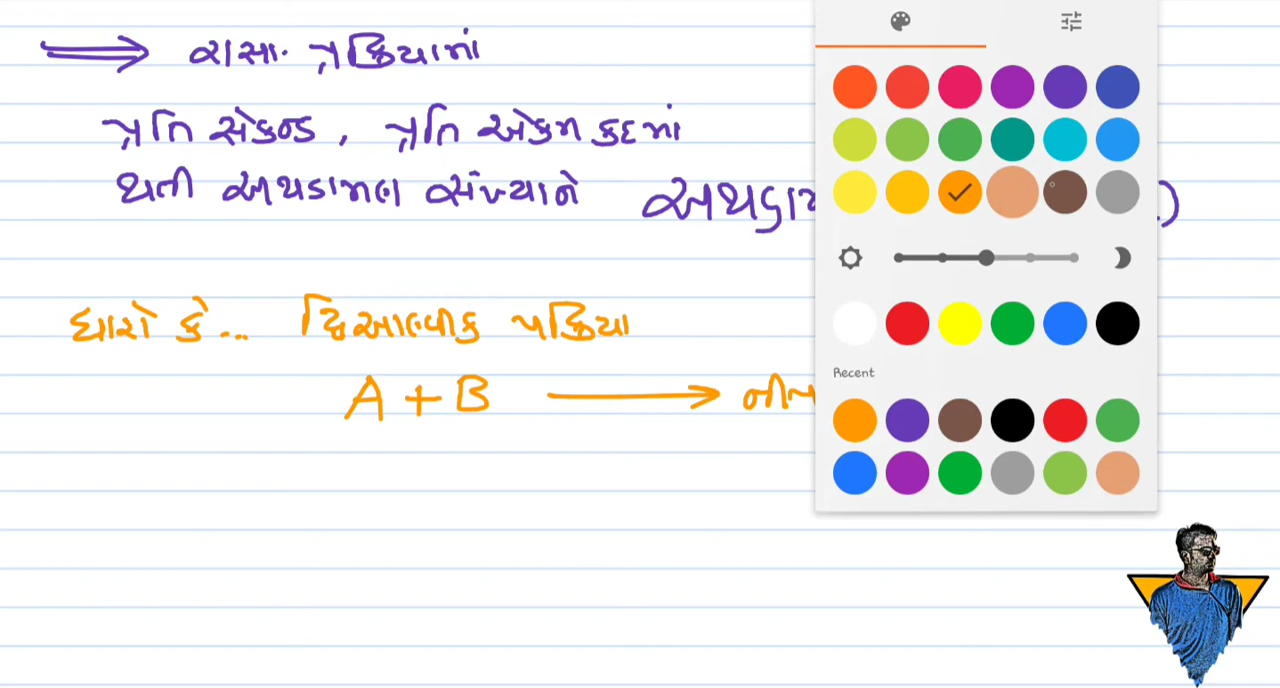 ⟹ રાસા. પ્રક્રિયામાં
પ્રતિ સેકન્ડ, પ્રતિ એકમ કદમાં
થતી અથડામણ સંખ્યાને
ધારો કે... દ્વિઆણ્વીક પ્રક્રિયા
A + B ⟶
Recent